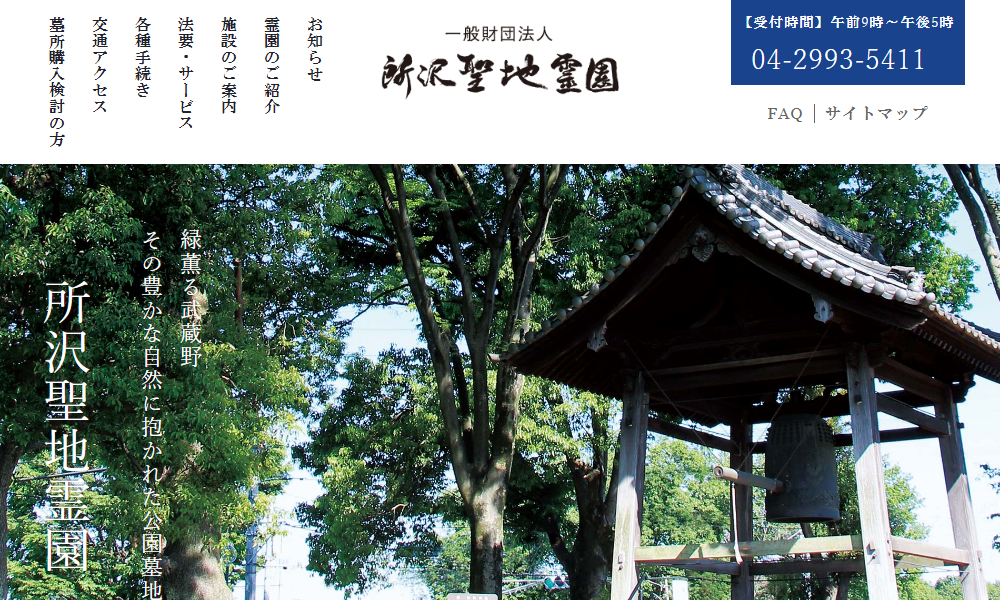 お知らせ
霊園のご紹介
施設のご案内
法要・サービス
各種手続き
交通アクセス
墓所購入検討の方
一般財団法人
所沢聖地霊園
【受付時間】午前9時～午後5時
04-2993-5411
FAQ｜サイトマップ
緑薫る武蔵野
その豊かな自然に抱かれた公園墓地
所沢聖地霊園